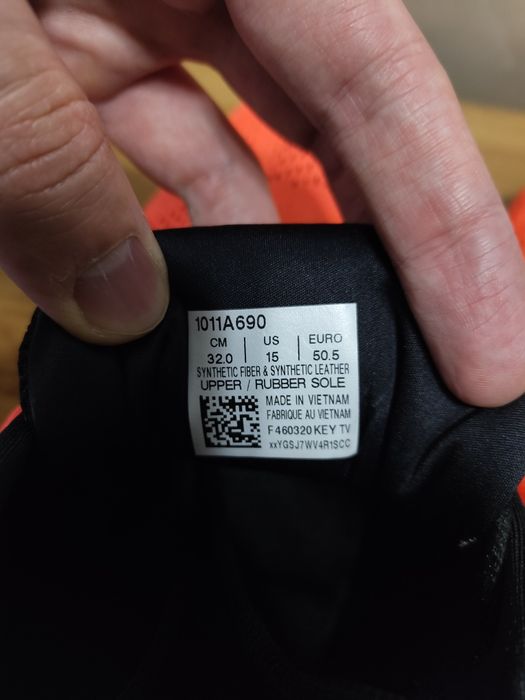 1011A690
CM | US | EURO
32.0 | 15 | 50.5
SYNTHETIC FIBER & SYNTHETIC LEATHER
UPPER / RUBBER SOLE
MADE IN VIETNAM
FABRIQUE AU VIETNAM
F460320 KEY TV
xxYGSJ7WV4R1SCC